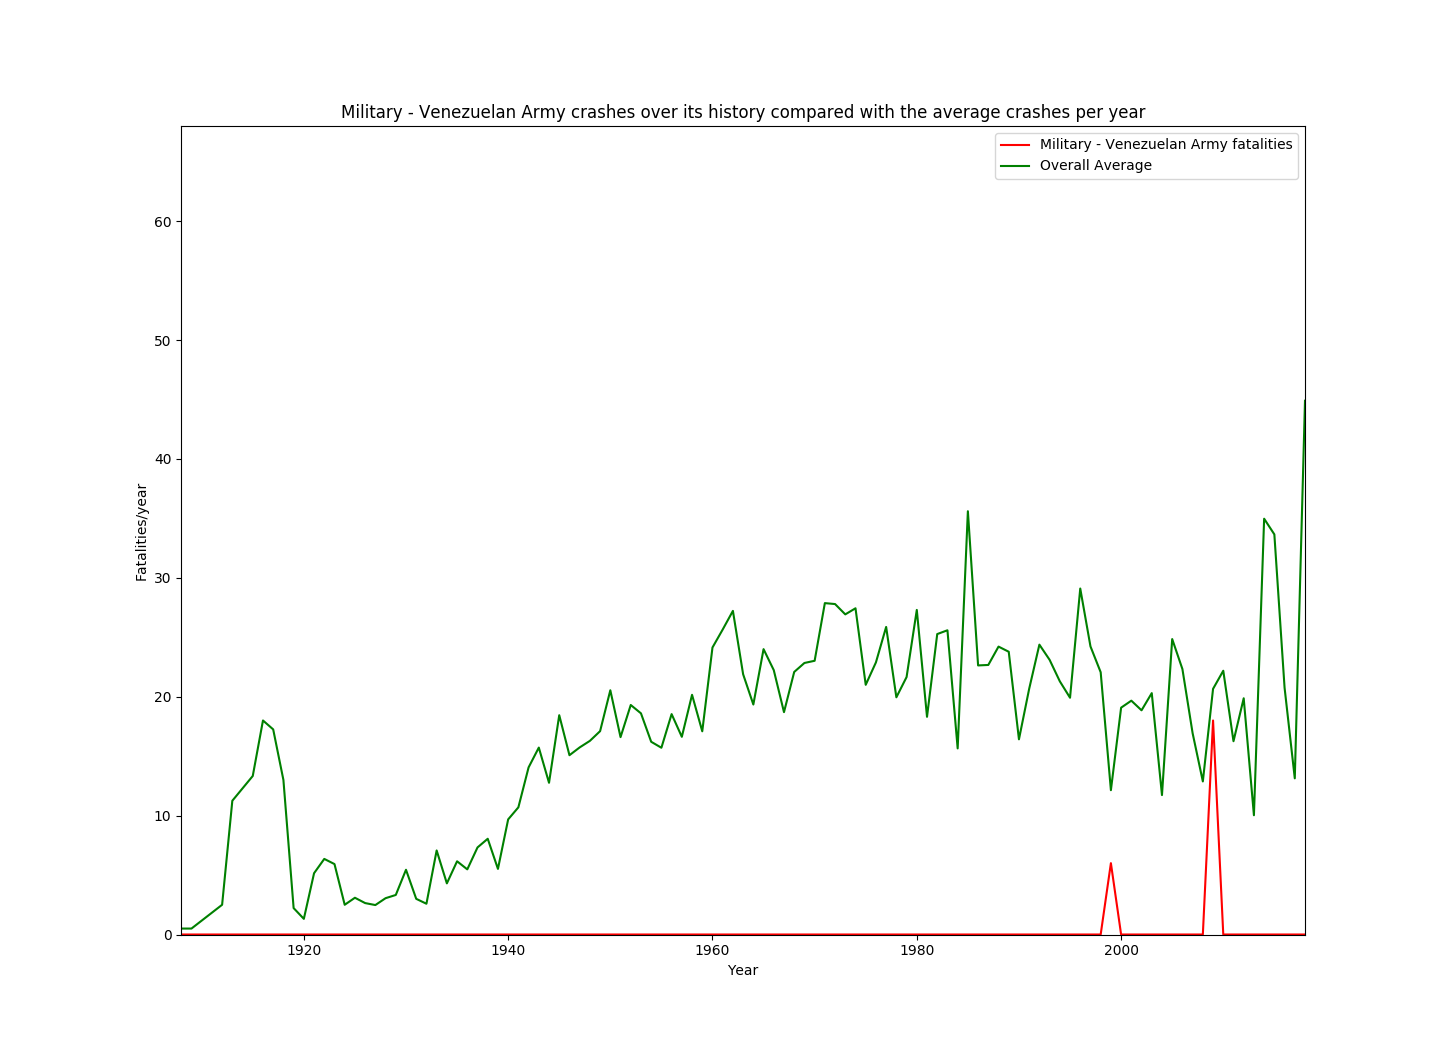 Military - Venezuelan Army crashes over its history compared with the average crashes per year
Military - Venezuelan Army fatalities
Overall Average
60
50
40
30
20
10
0
Fatalities/year
1920 1940 1960 1980 2000
Year